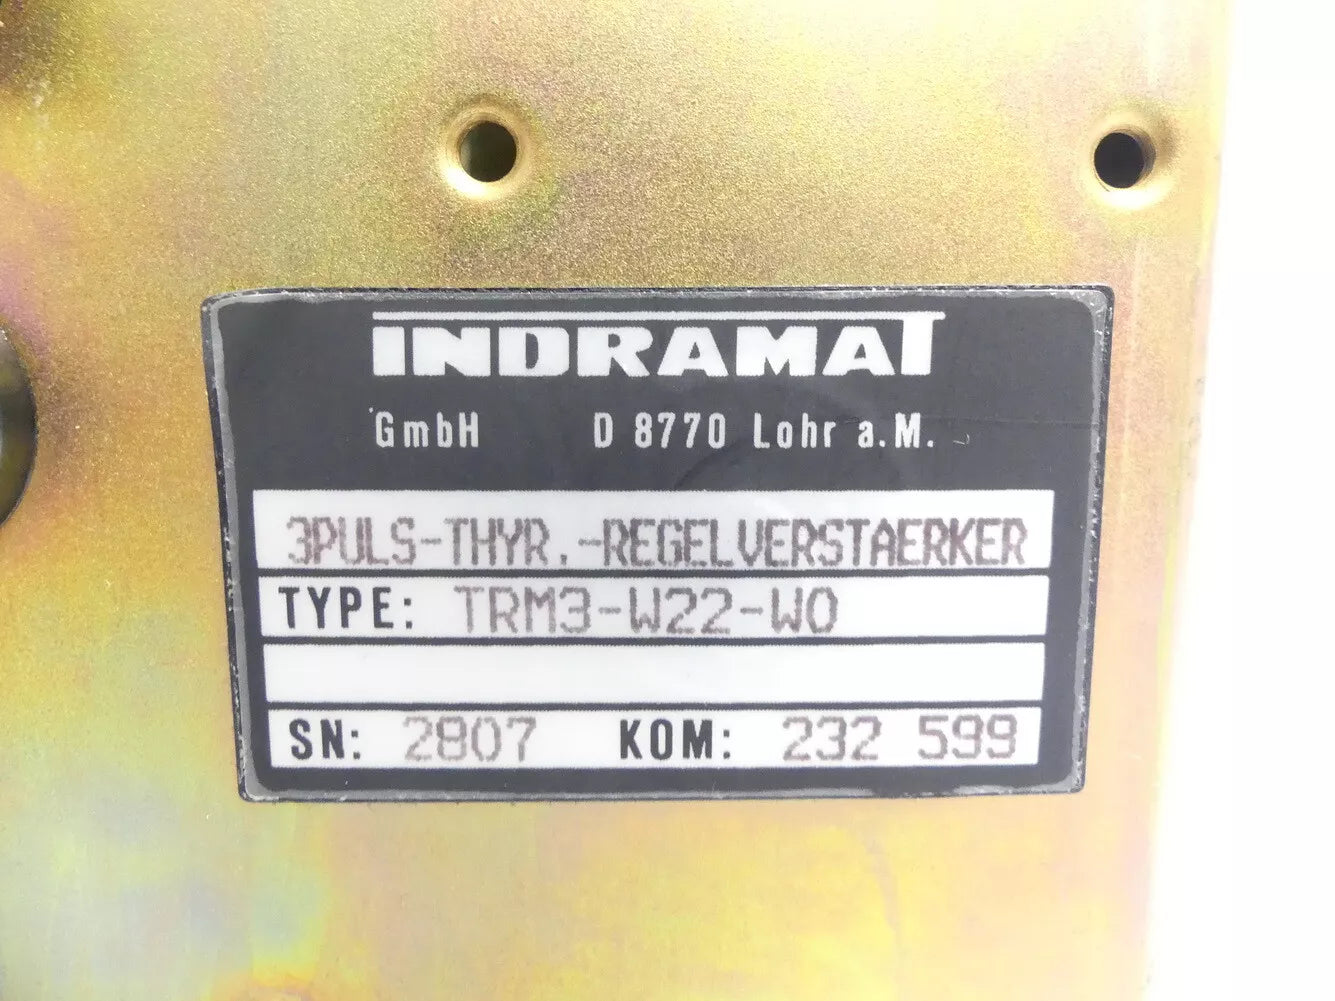 INDRAMAT
GmbH D 8770 Lohr a.M.
3PULS-THYR.-REGELVERSTAERKER
TYPE: TRM3-W22-W0
SN: 2807 KOM: 232 599